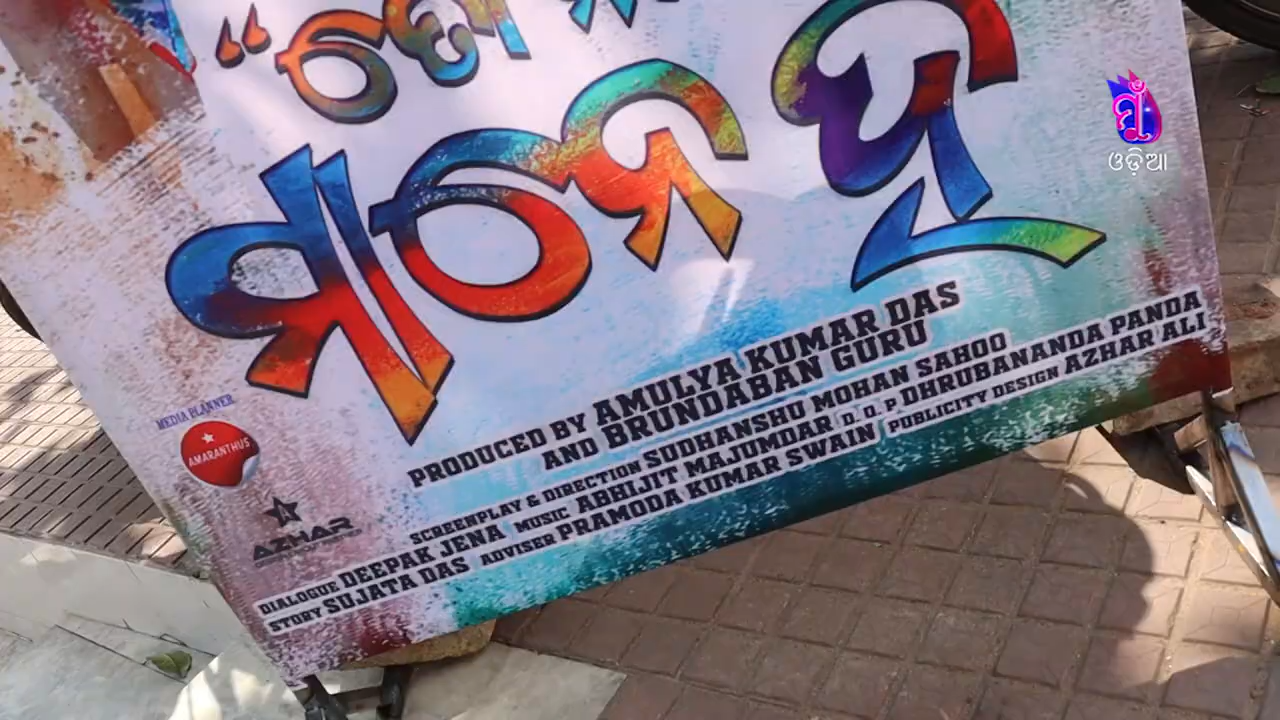 ମୁଁ
ଓଡ଼ିଆ
PRODUCED BY AMULYA KUMAR DAS
AND BRUNDABAN GURU
MEDIA PLANNER
AMARANTHUS
AZHAR
SCREENPLAY & DIRECTION SUDHANSHU MOHAN SAHOO
DIALOGUE DEEPAK JENA MUSIC ABHIJIT MAJUMDAR D.O.P DHRUBANANDA PANDA
STORY SUJATA DAS ADVISER PRAMODA KUMAR SWAIN PUBLICITY DESIGN AZHAR ALI